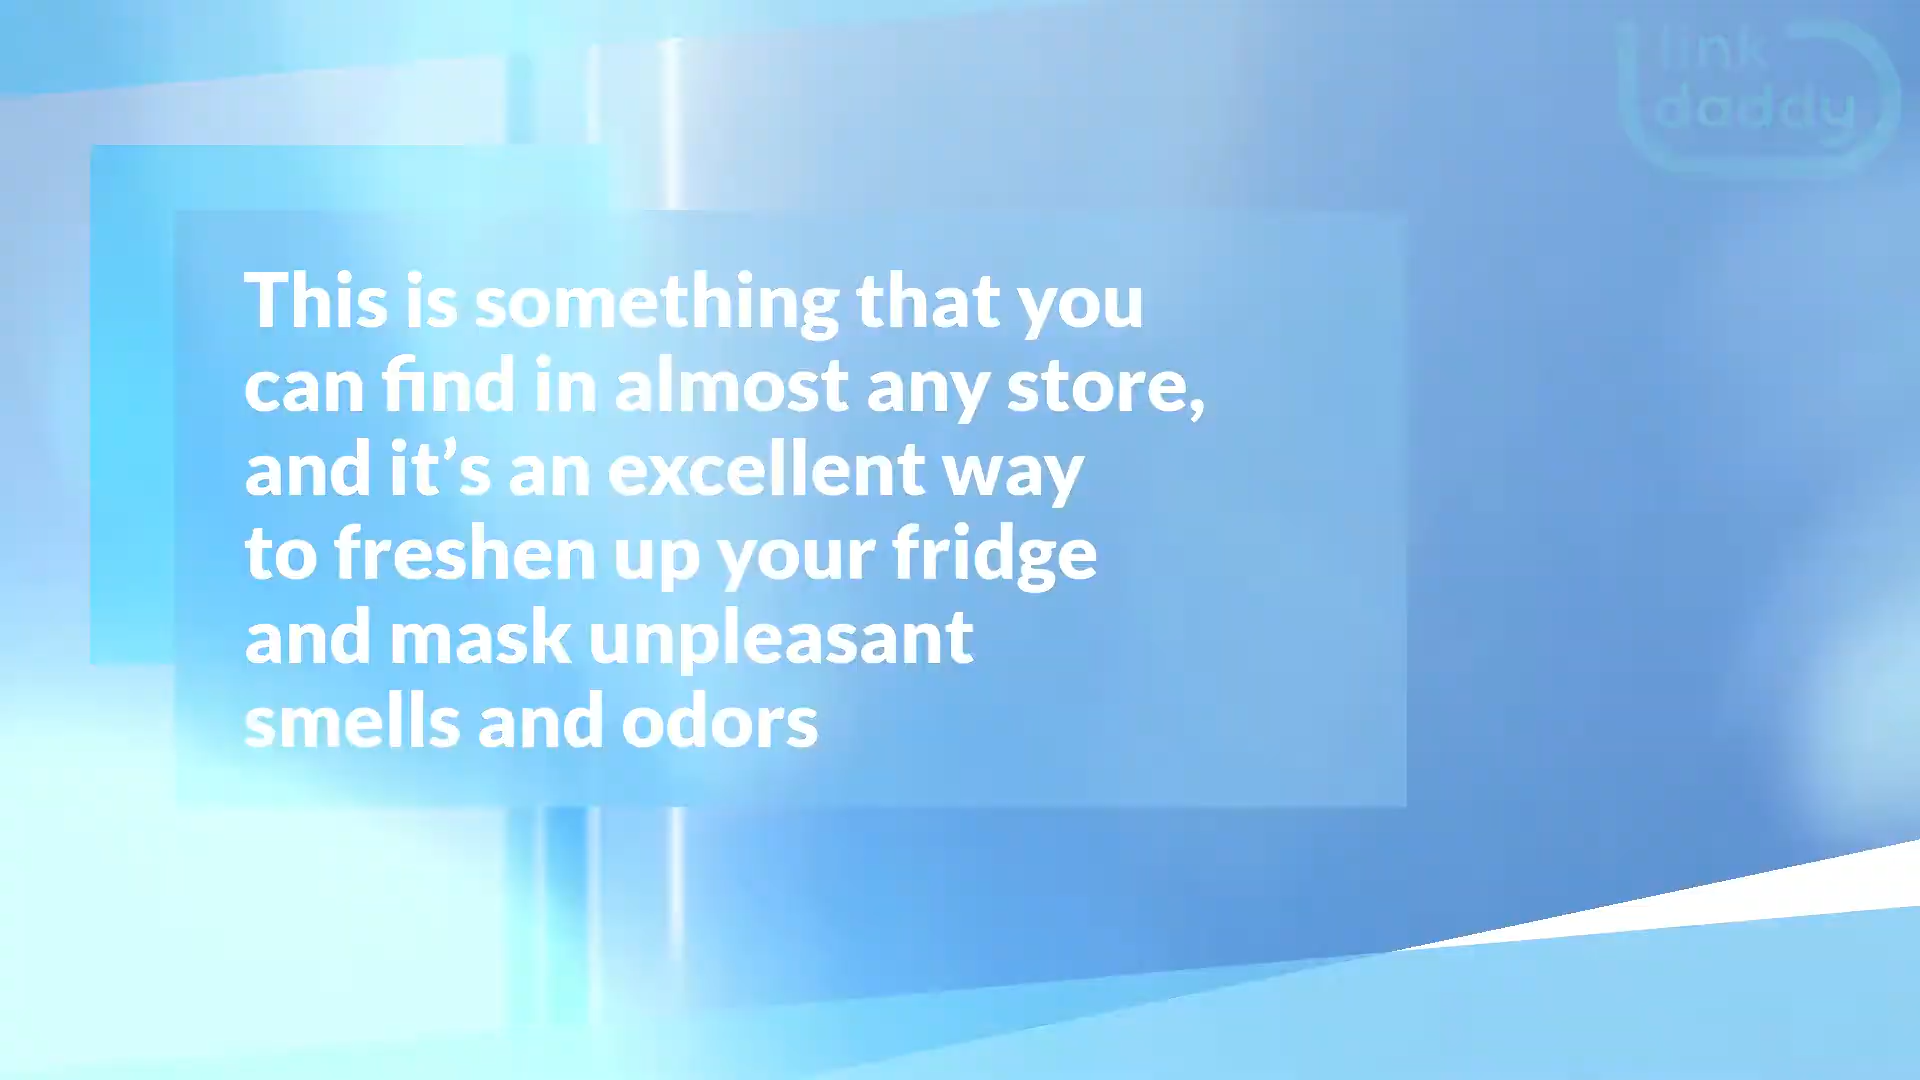 link
daddy
This is something that you
can find in almost any store,
and it’s an excellent way
to freshen up your fridge
and mask unpleasant
smells and odors